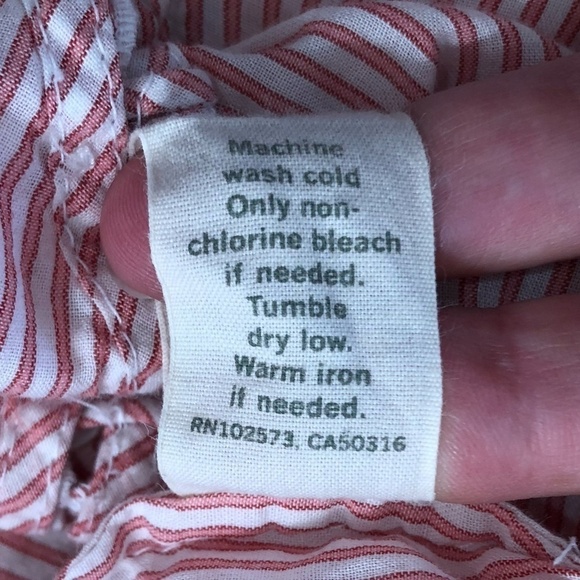 Machine
wash cold
Only non-
chlorine bleach
if needed.
Tumble
dry low.
Warm iron
if needed.
RN102573, CA50316